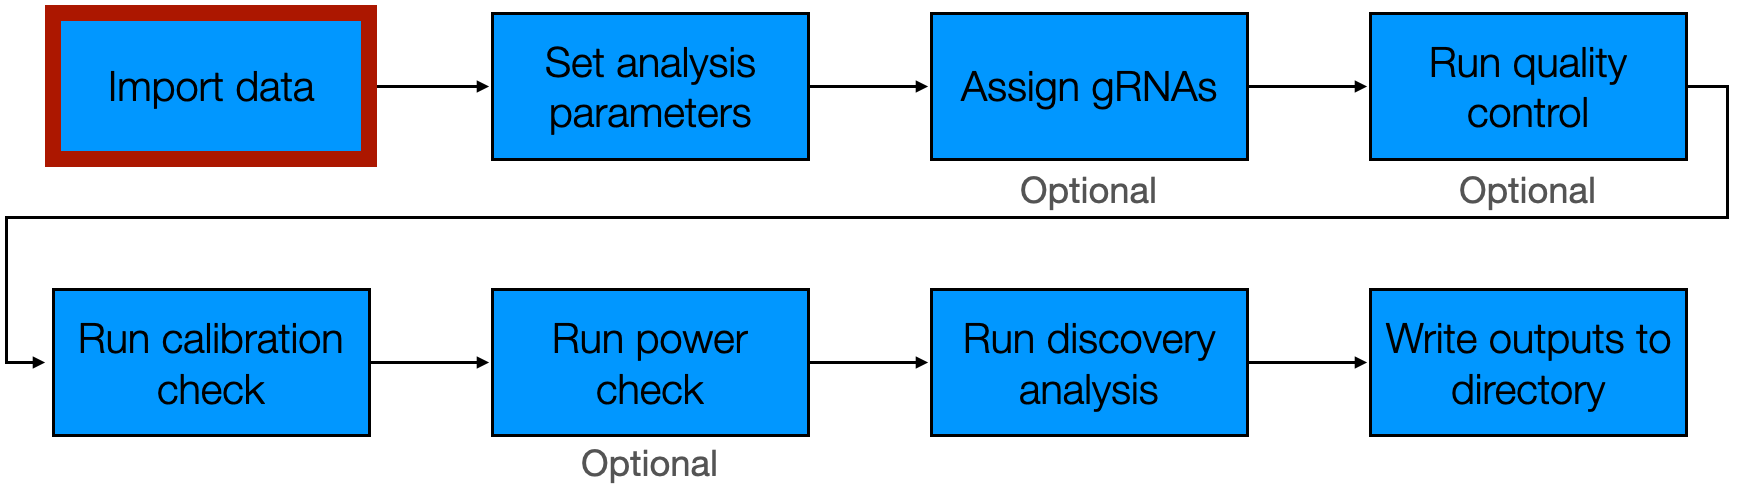 Import data
Set analysis
parameters
Assign gRNAs
Optional
Run quality
control
Optional
Run calibration
check
Run power
check
Optional
Run discovery
analysis
Write outputs to
directory